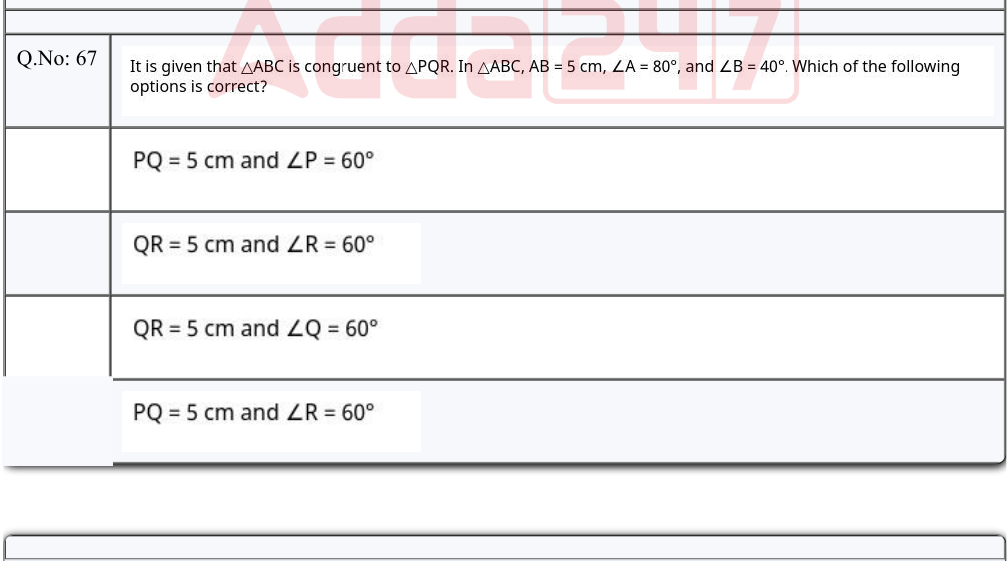 Adda247
Q.No: 67
It is given that △ABC is congruent to △PQR. In △ABC, AB = 5 cm, ∠A = 80°, and ∠B = 40°. Which of the following
options is correct?
PQ = 5 cm and ∠P = 60°
QR = 5 cm and ∠R = 60°
QR = 5 cm and ∠Q = 60°
PQ = 5 cm and ∠R = 60°